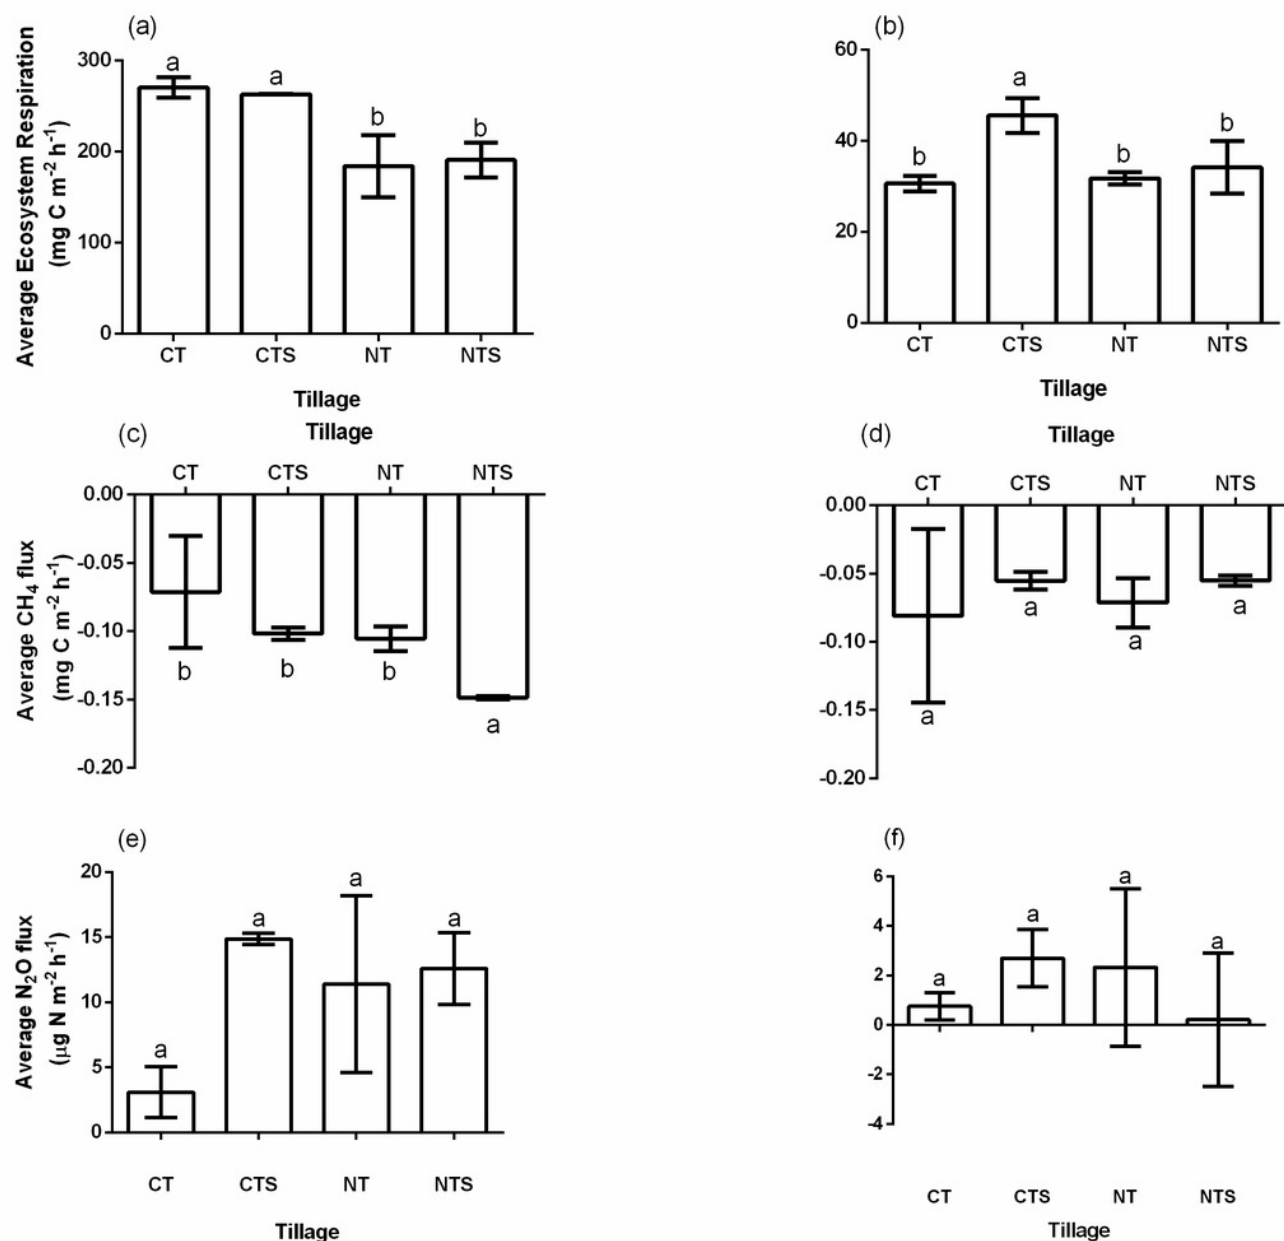 (a)
Average Ecosystem Respiration
(mg C m⁻² h⁻¹)
300
200
100
0
a
a
b
b
CT CTS NT NTS
Tillage
(b)
60
40
20
0
b
a
b
b
CT CTS NT NTS
Tillage
(c)
Tillage
CT CTS NT NTS
Average CH₄ flux
(mg C m⁻² h⁻¹)
0.00
-0.05
-0.10
-0.15
-0.20
b
b
b
a
(d)
Tillage
CT CTS NT NTS
0.00
-0.05
-0.10
-0.15
-0.20
a
a
a
a
(e)
Average N₂O flux
(µg N m⁻² h⁻¹)
20
15
10
5
0
a
a
a
a
CT CTS NT NTS
Tillage
(f)
6
4
2
0
-2
-4
a
a
a
a
CT CTS NT NTS
Tillage